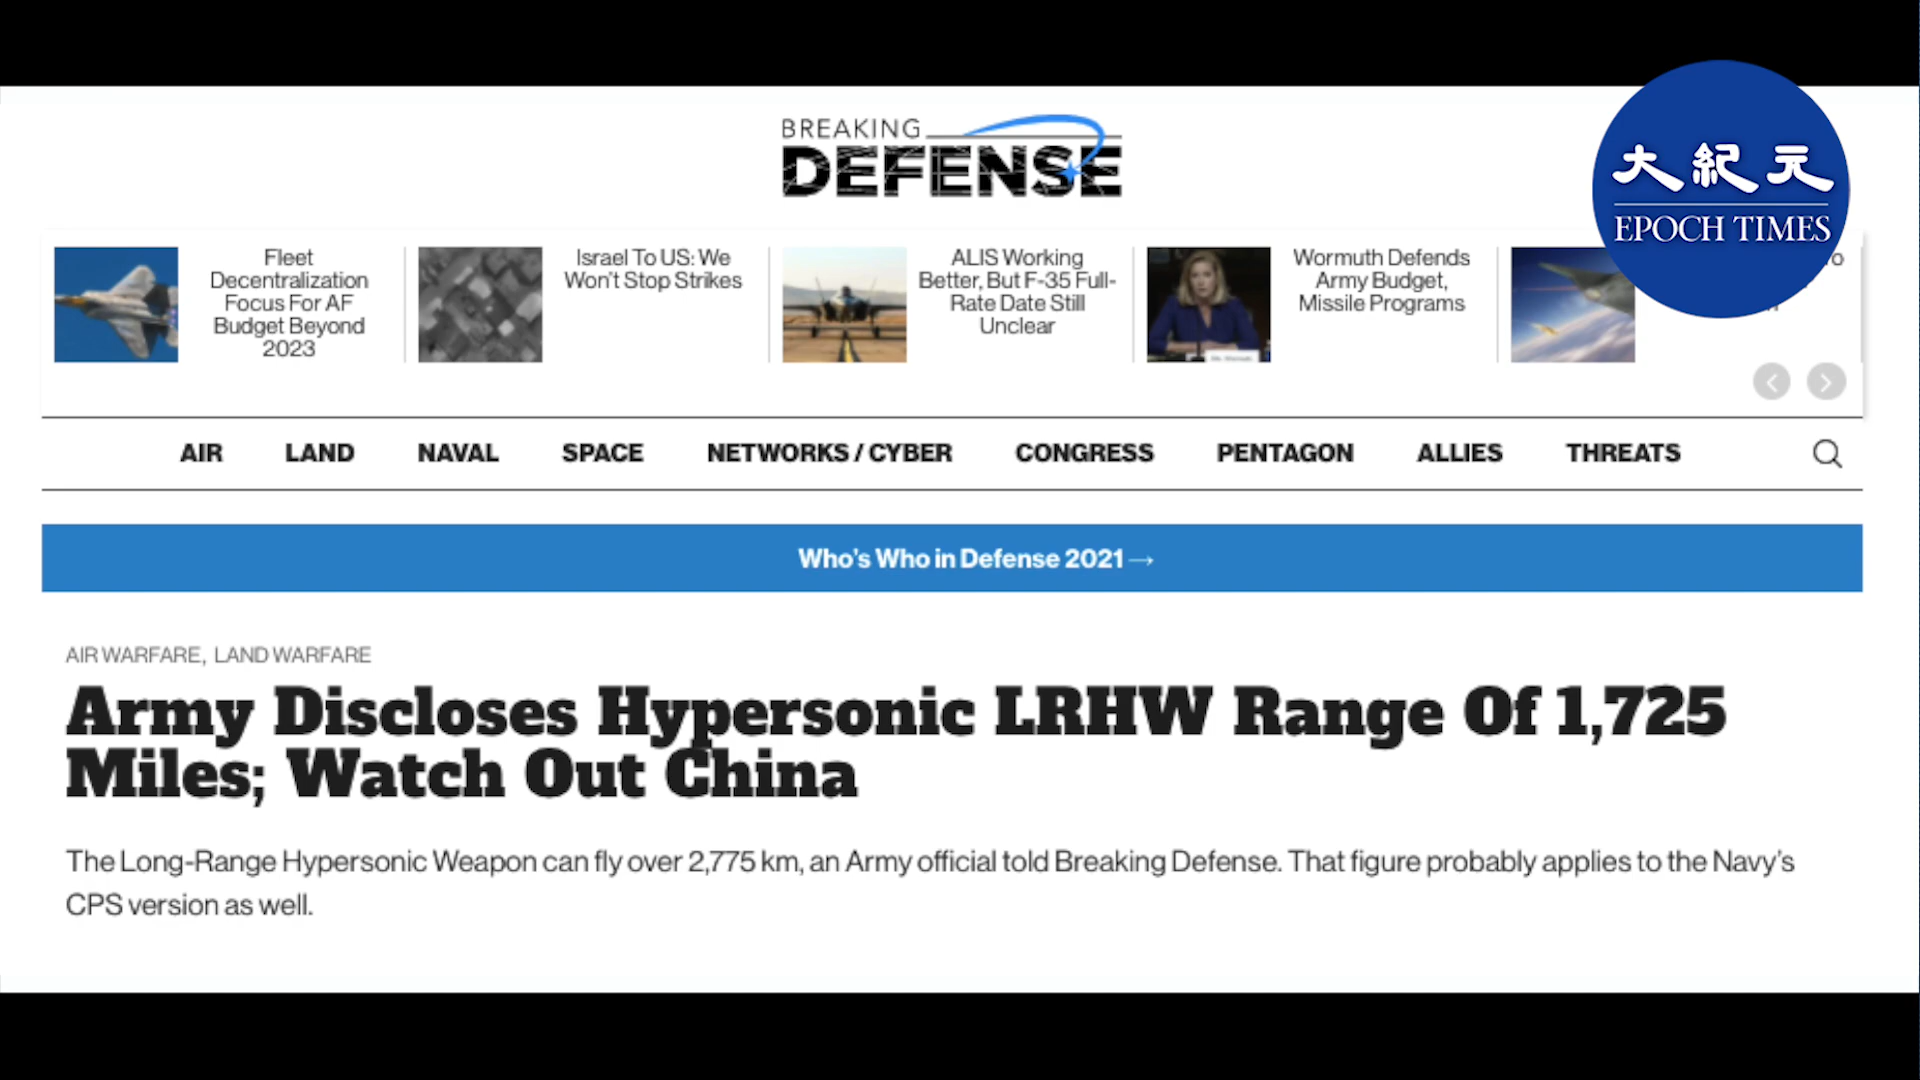 BREAKING
DEFENSE
大紀元
EPOCH TIMES
Fleet
Decentralization
Focus For AF
Budget Beyond
2023
Israel To US: We
Won't Stop Strikes
ALIS Working
Better, But F-35 Full-
Rate Date Still
Unclear
Wormuth Defends
Army Budget,
Missile Programs
AIR LAND NAVAL SPACE NETWORKS / CYBER CONGRESS PENTAGON ALLIES THREATS
Who's Who in Defense 2021 →
AIR WARFARE, LAND WARFARE
Army Discloses Hypersonic LRHW Range Of 1,725
Miles; Watch Out China
The Long-Range Hypersonic Weapon can fly over 2,775 km, an Army official told Breaking Defense. That figure probably applies to the Navy's
CPS version as well.